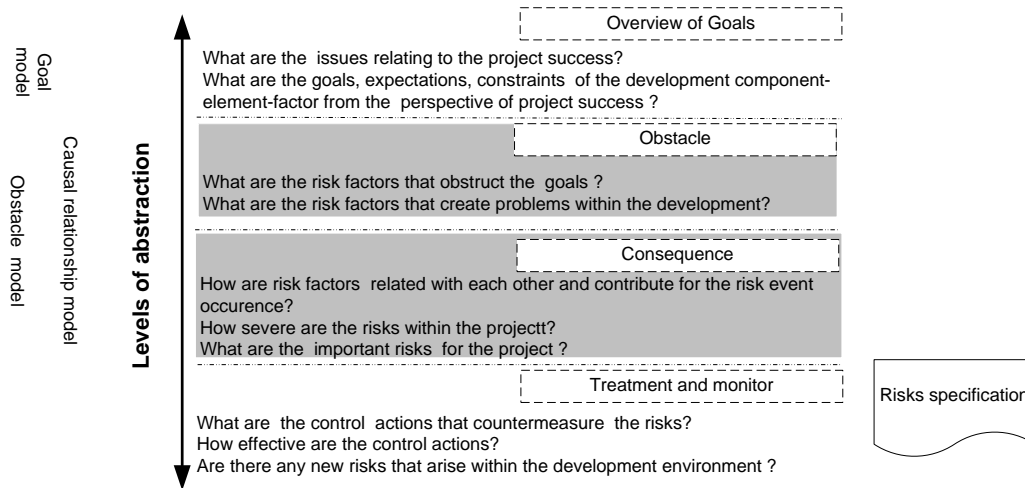 Overview of Goals
What are the issues relating to the project success?
What are the goals, expectations, constraints of the development component-
element-factor from the perspective of project success ?
Obstacle
What are the risk factors that obstruct the goals ?
What are the risk factors that create problems within the development?
Consequence
How are risk factors related with each other and contribute for the risk event
occurence?
How severe are the risks within the projectt?
What are the important risks for the project ?
Treatment and monitor
What are the control actions that countermeasure the risks?
How effective are the control actions?
Are there any new risks that arise within the development environment ?
Goal
model
Causal relationship model
Obstacle model
Levels of abstraction
Risks specification